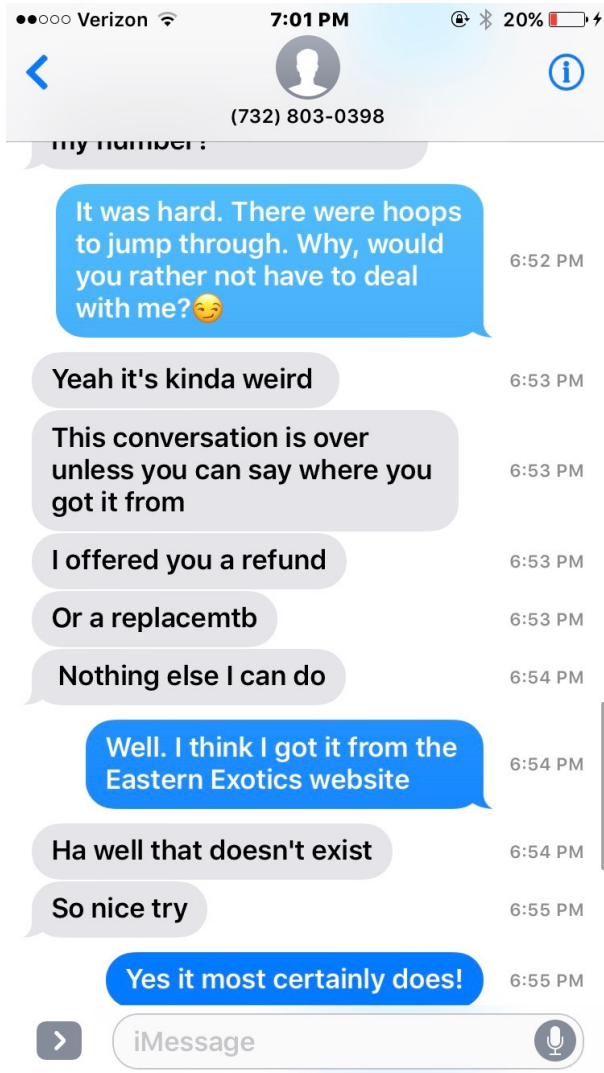 Verizon
7:01 PM
20%
(732) 803-0398
my number?
It was hard. There were hoops
to jump through. Why, would
you rather not have to deal
with me?😏
6:52 PM
Yeah it's kinda weird
6:53 PM
This conversation is over
unless you can say where you
got it from
6:53 PM
I offered you a refund
6:53 PM
Or a replacemtb
6:53 PM
Nothing else I can do
6:54 PM
Well. I think I got it from the
Eastern Exotics website
6:54 PM
Ha well that doesn't exist
6:54 PM
So nice try
6:55 PM
Yes it most certainly does!
6:55 PM
iMessage